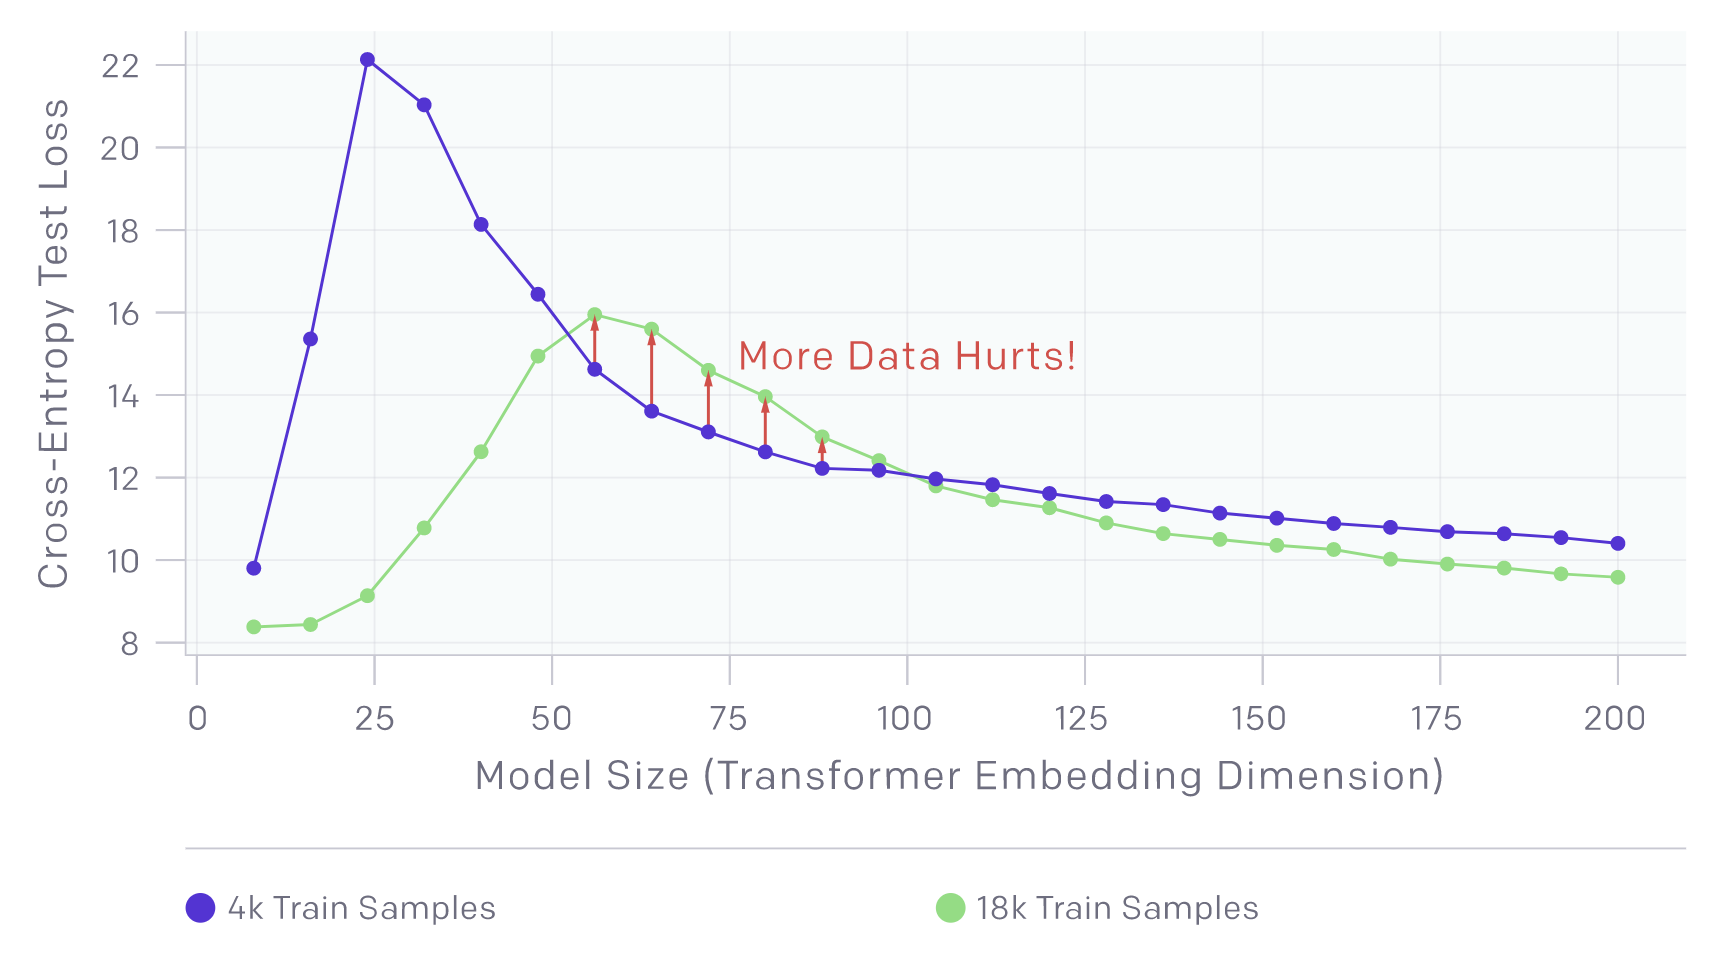 22
20
18
16
14
12
10
8
Cross-Entropy Test Loss
More Data Hurts!
0 25 50 75 100 125 150 175 200
Model Size (Transformer Embedding Dimension)
4k Train Samples
18k Train Samples